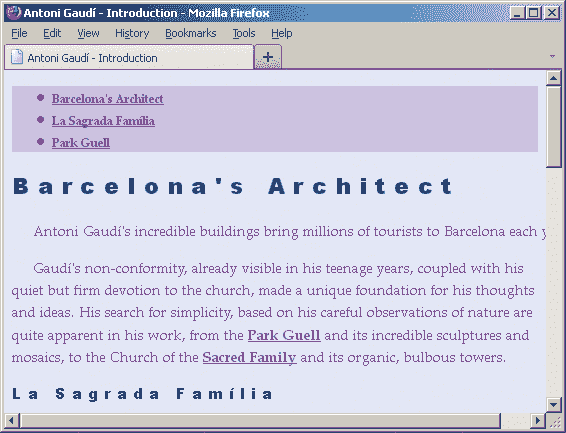 Antoni Gaudí - Introduction - Mozilla Firefox
File Edit View History Bookmarks Tools Help
Antoni Gaudí - Introduction
Barcelona's Architect
La Sagrada Família
Park Guell
Barcelona's Architect
Antoni Gaudí's incredible buildings bring millions of tourists to Barcelona each y
Gaudí's non-conformity, already visible in his teenage years, coupled with his
quiet but firm devotion to the church, made a unique foundation for his thoughts
and ideas. His search for simplicity, based on his careful observations of nature are
quite apparent in his work, from the Park Guell and its incredible sculptures and
mosaics, to the Church of the Sacred Family and its organic, bulbous towers.
La Sagrada Família